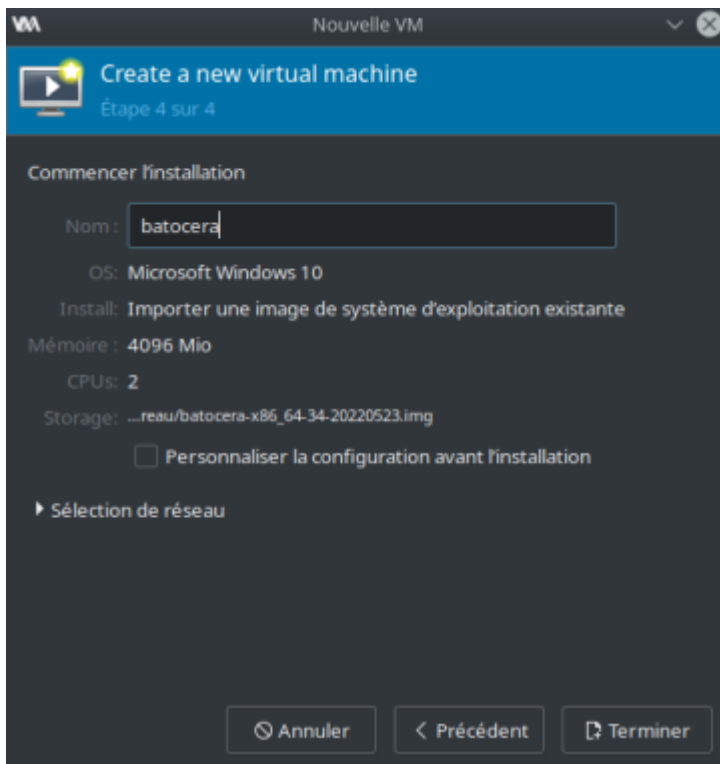 Nouvelle VM
Create a new virtual machine
Étape 4 sur 4
Commencer l'installation
Nom : batocera
OS: Microsoft Windows 10
Install: Importer une image de système d'exploitation existante
Mémoire : 4096 Mio
CPUs: 2
Storage: ...reau/batocera-x86_64-34-20220523.img
Personnaliser la configuration avant l'installation
Sélection de réseau
Annuler Précédent Terminer